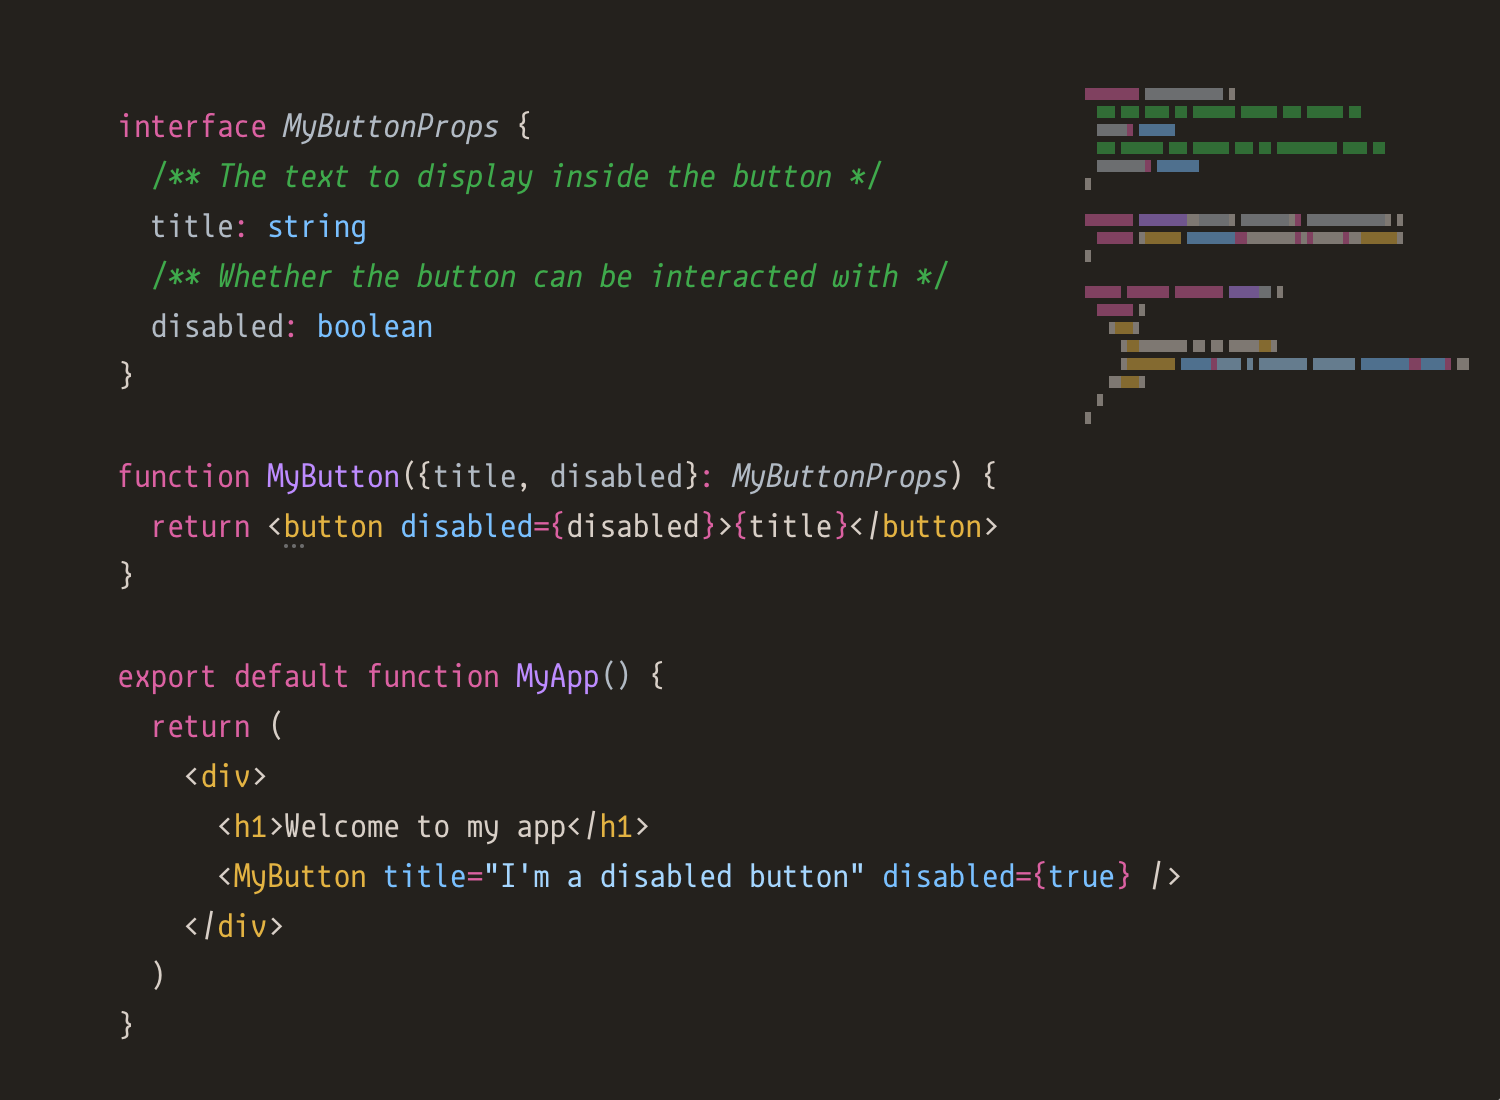 interface MyButtonProps {
  /** The text to display inside the button */
  title: string
  /** Whether the button can be interacted with */
  disabled: boolean
}

function MyButton({title, disabled}: MyButtonProps) {
  return <button disabled={disabled}>{title}</button>
}

export default function MyApp() {
  return (
    <div>
      <h1>Welcome to my app</h1>
      <MyButton title="I'm a disabled button" disabled={true} />
    </div>
  )
}